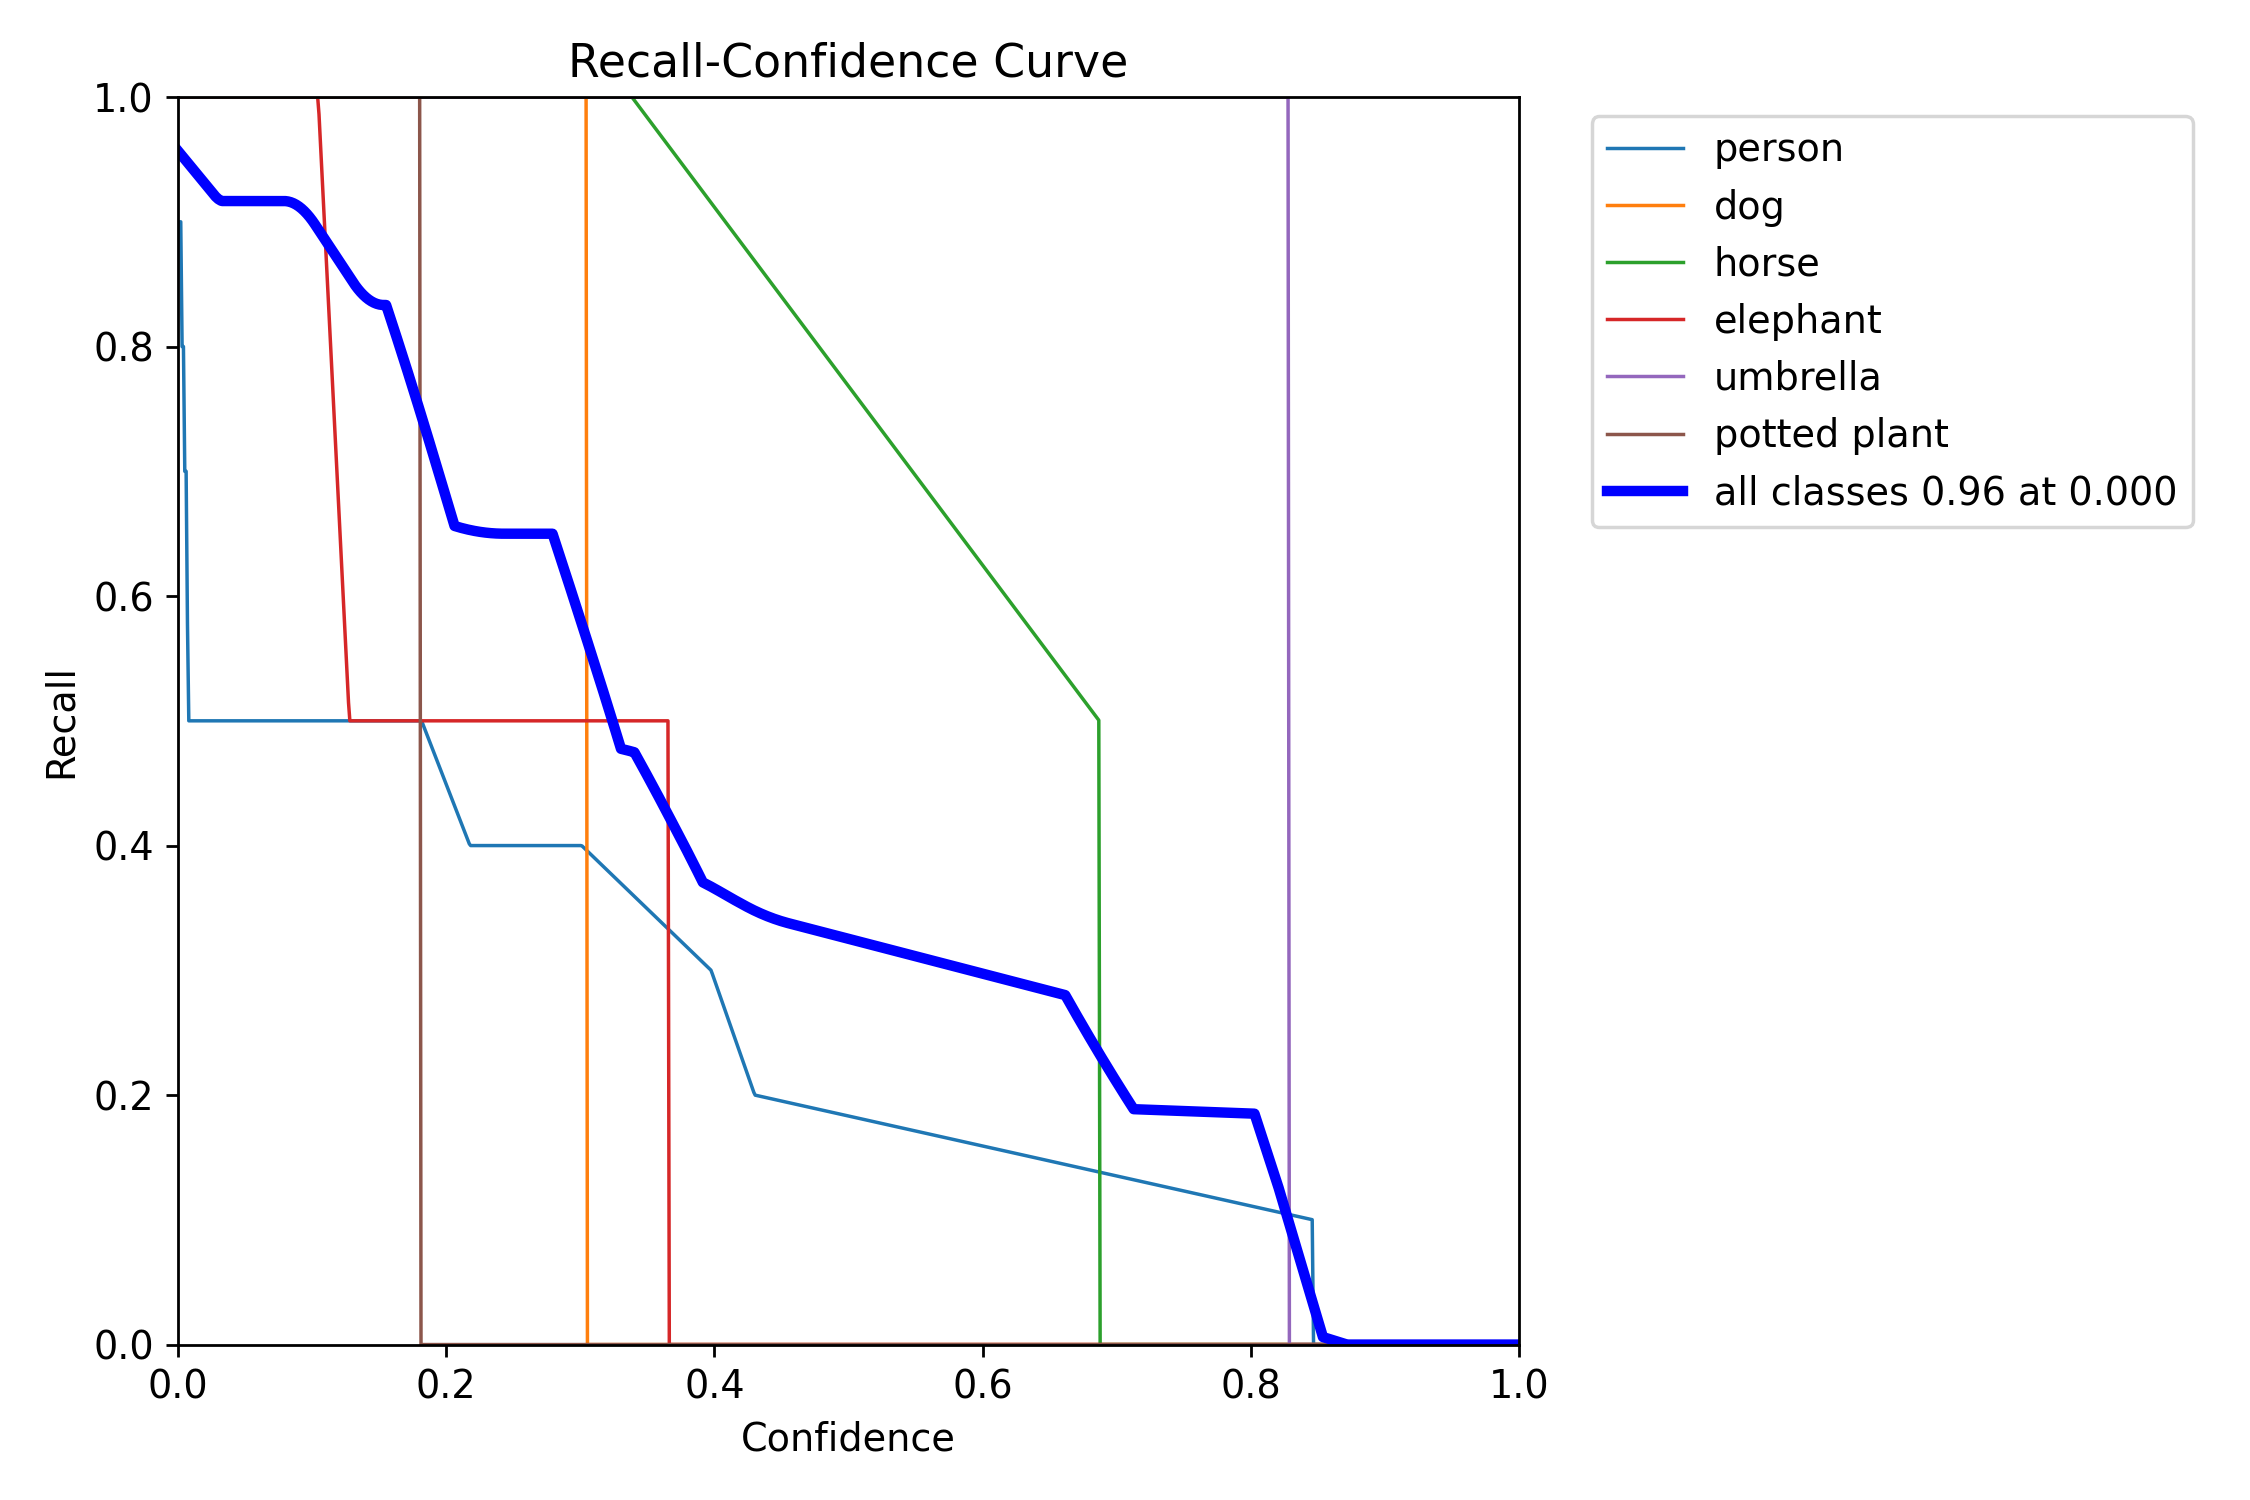 Recall-Confidence Curve
1.0
0.8
0.6
0.4
0.2
0.0
Recall
0.0 0.2 0.4 0.6 0.8 1.0
Confidence
person
dog
horse
elephant
umbrella
potted plant
all classes 0.96 at 0.000